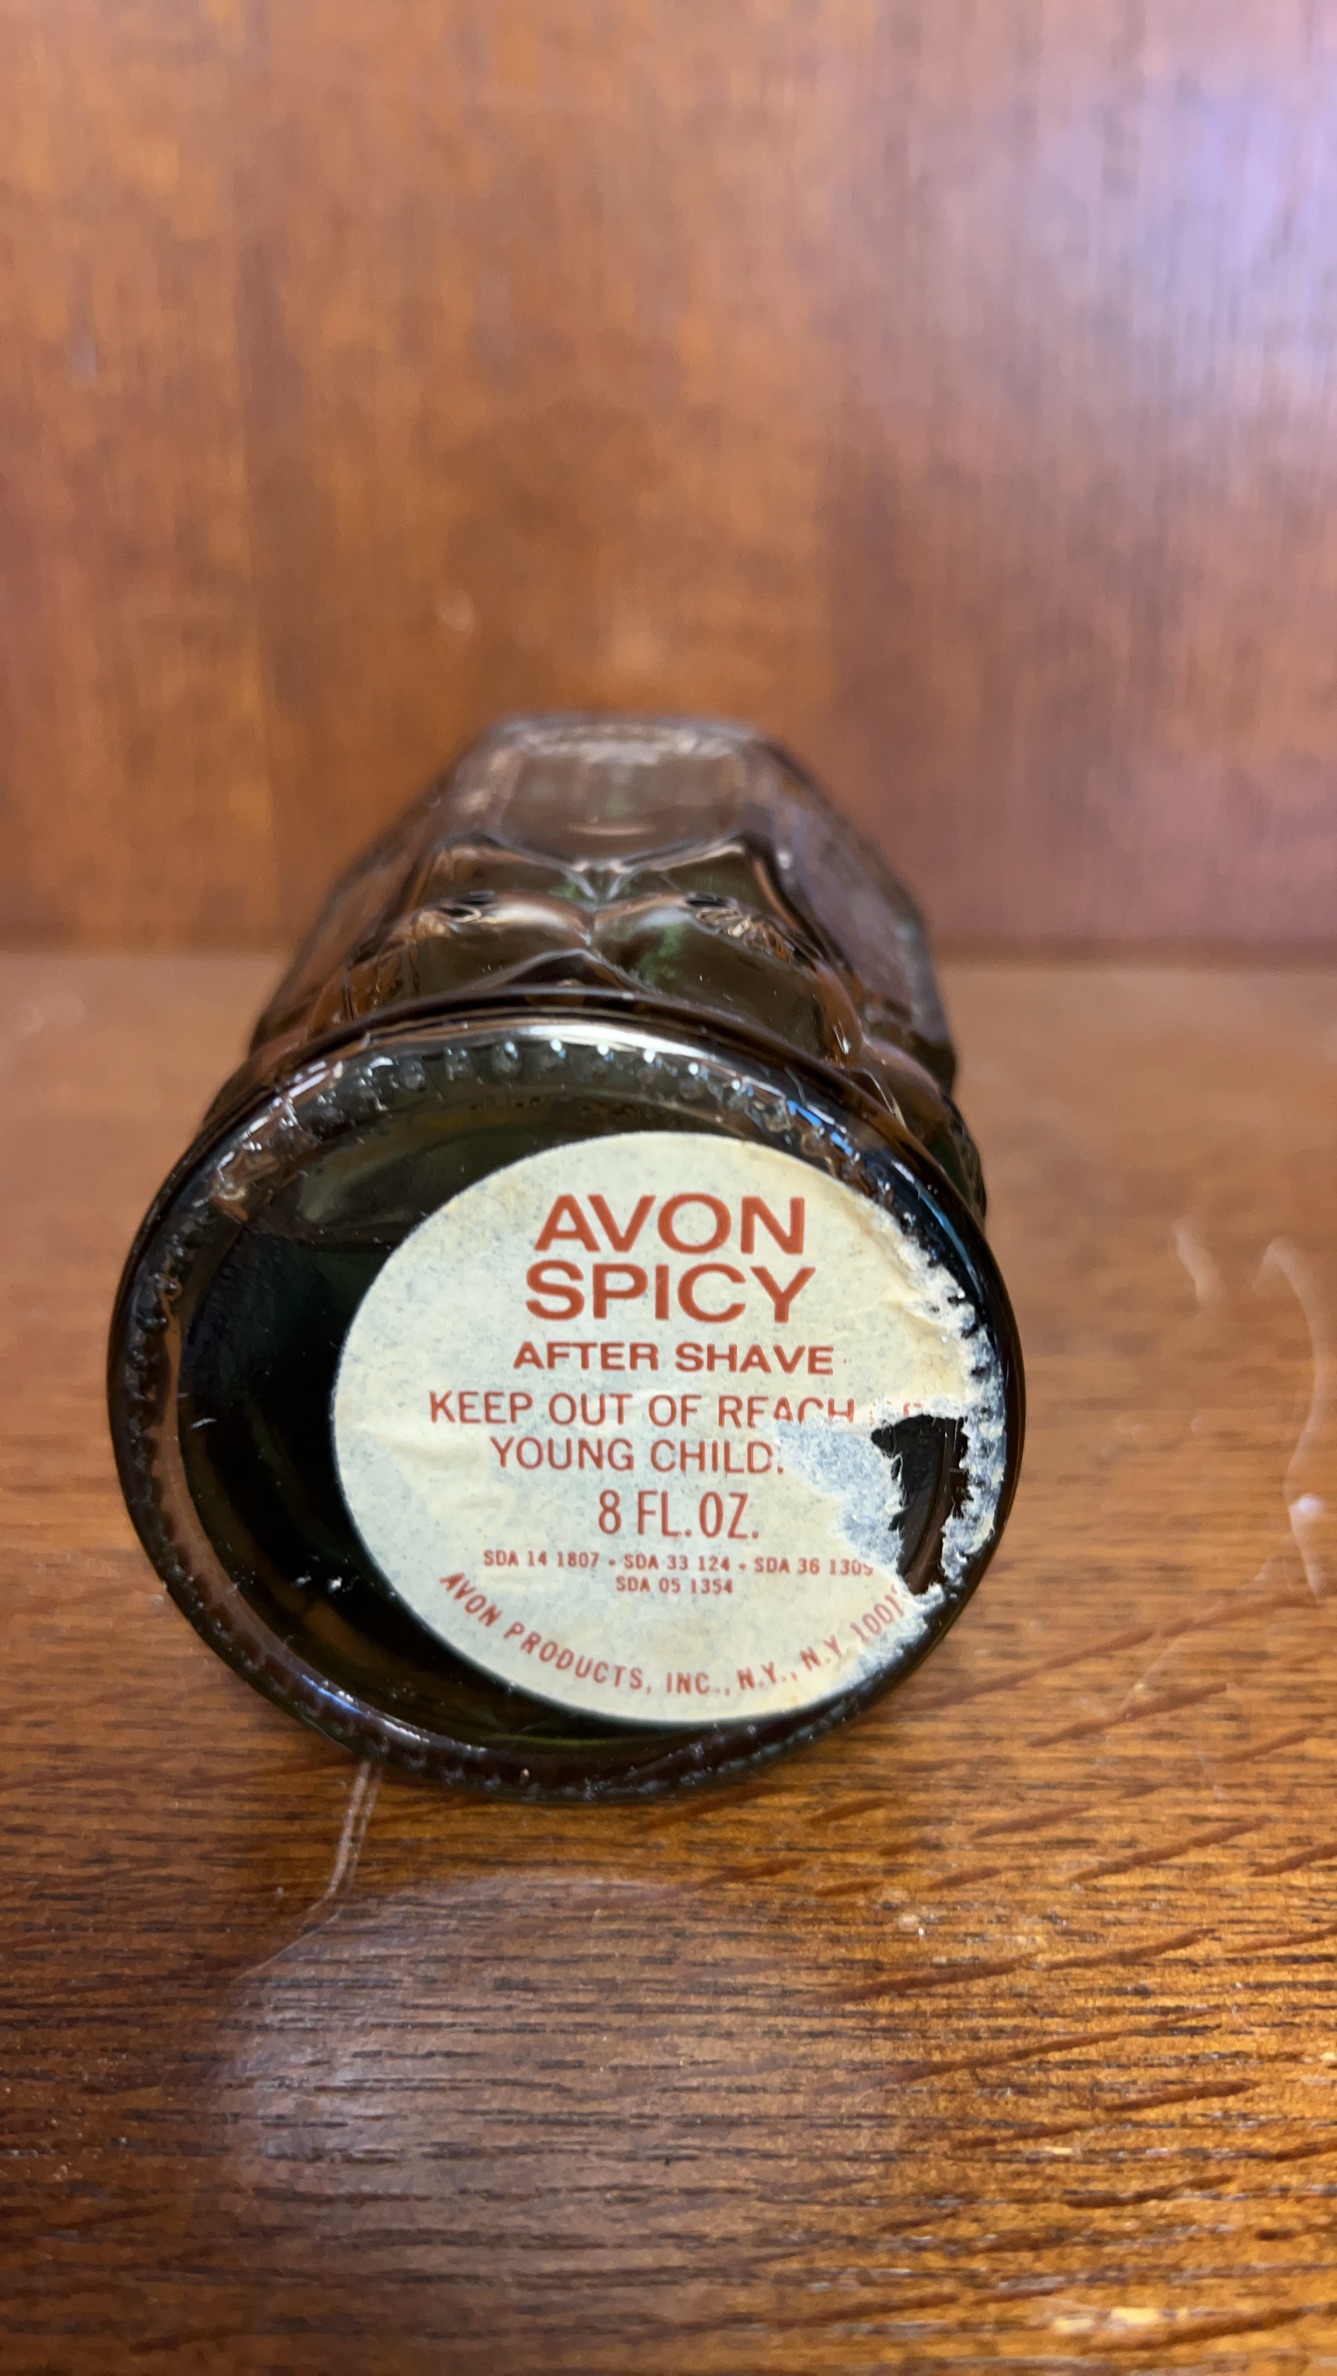 AVON
SPICY
AFTER SHAVE
KEEP OUT OF REACH
YOUNG CHILD
8 FL. OZ.
SDA 14 1807 • SDA 33 124 • SDA 36 1309
SDA 05 1354
AVON PRODUCTS, INC., N.Y., N.Y. 1001